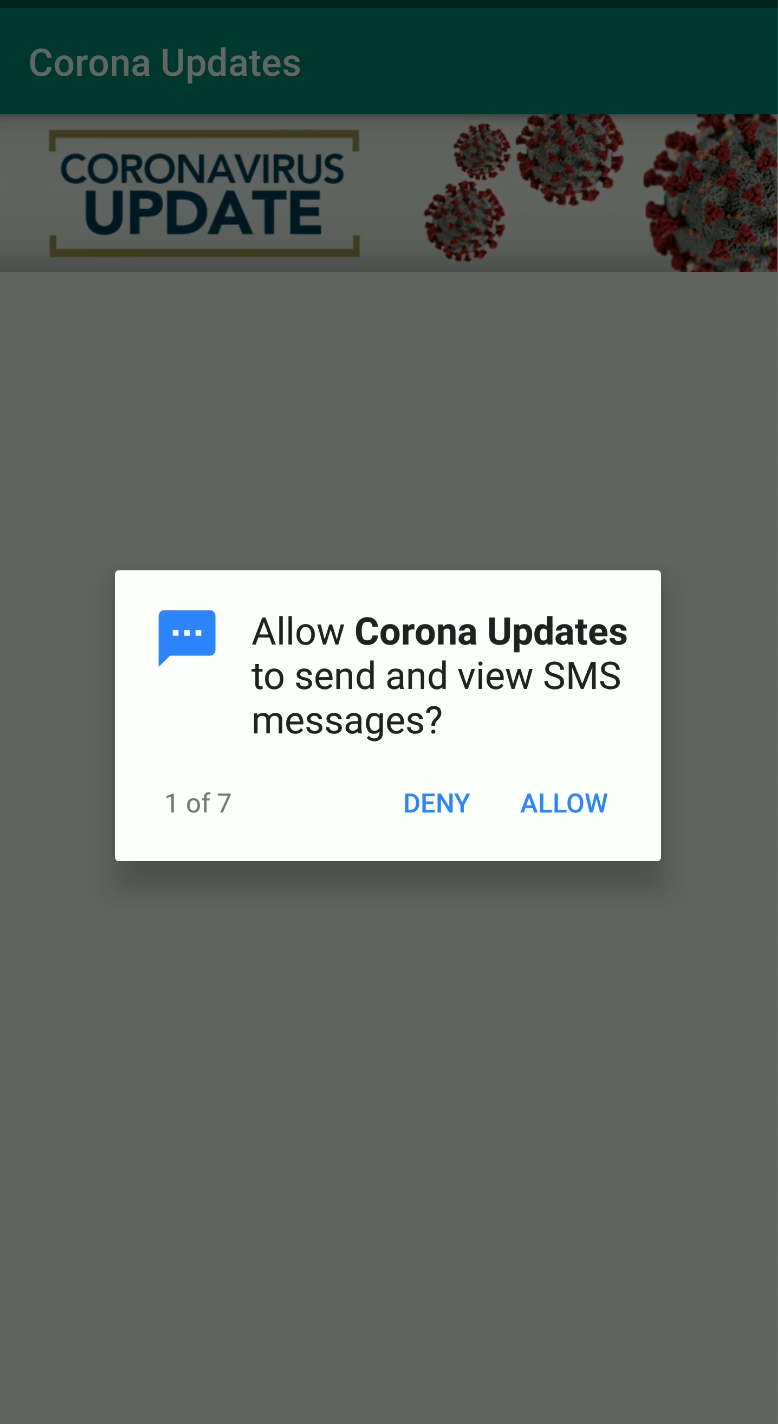 Corona Updates
CORONAVIRUS
UPDATE
Allow Corona Updates
to send and view SMS
messages?
1 of 7
DENY
ALLOW